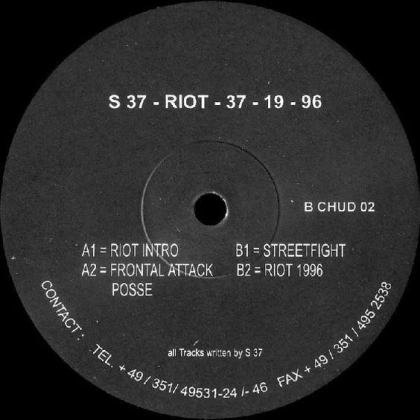 S 37 - RIOT - 37 - 19 - 96
B CHUD 02
A1 = RIOT INTRO
B1 = STREETFIGHT
A2 = FRONTAL ATTACK
B2 = RIOT 1996
POSSE
all Tracks written by S 37
CONTACT : TEL. + 49 / 351/ 49531-24 /- 46 FAX + 49 / 351 / 495 2538